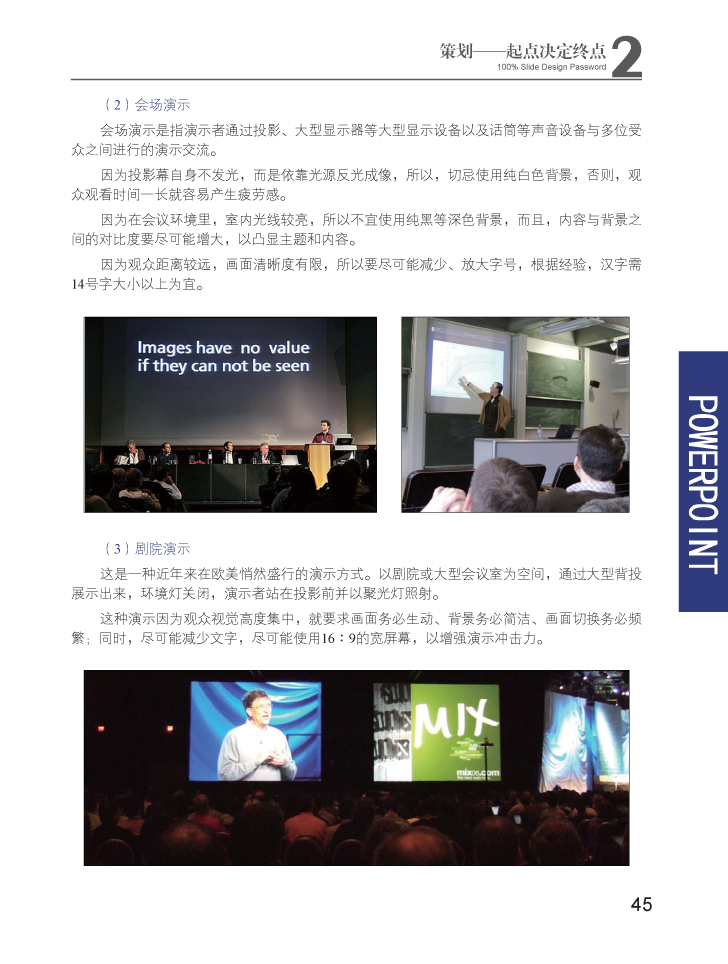 策划——起点决定终点
100% Slide Design Password
2
（2）会场演示
会场演示是指演示者通过投影、大型显示器等大型显示设备以及话筒等声音设备与多位受
众之间进行的演示交流。
因为投影幕自身不发光，而是依靠光源反光成像，所以，切忌使用纯白色背景，否则，观
众观看时间一长就容易产生疲劳感。
因为在会议环境里，室内光线较亮，所以不宜使用纯黑等深色背景，而且，内容与背景之
间的对比度要尽可能增大，以凸显主题和内容。
因为观众距离较远，画面清晰度有限，所以要尽可能减少、放大字号，根据经验，汉字需
14号字大小以上为宜。
Images have no value
if they can not be seen
POWERPOINT
（3）剧院演示
这是一种近年来在欧美悄然盛行的演示方式。以剧院或大型会议室为空间，通过大型背投
展示出来，环境灯关闭，演示者站在投影前并以聚光灯照射。
这种演示因为观众视觉高度集中，就要求画面务必生动、背景务必简洁、画面切换务必频
繁；同时，尽可能减少文字，尽可能使用16：9的宽屏幕，以增强演示冲击力。
MIX
45